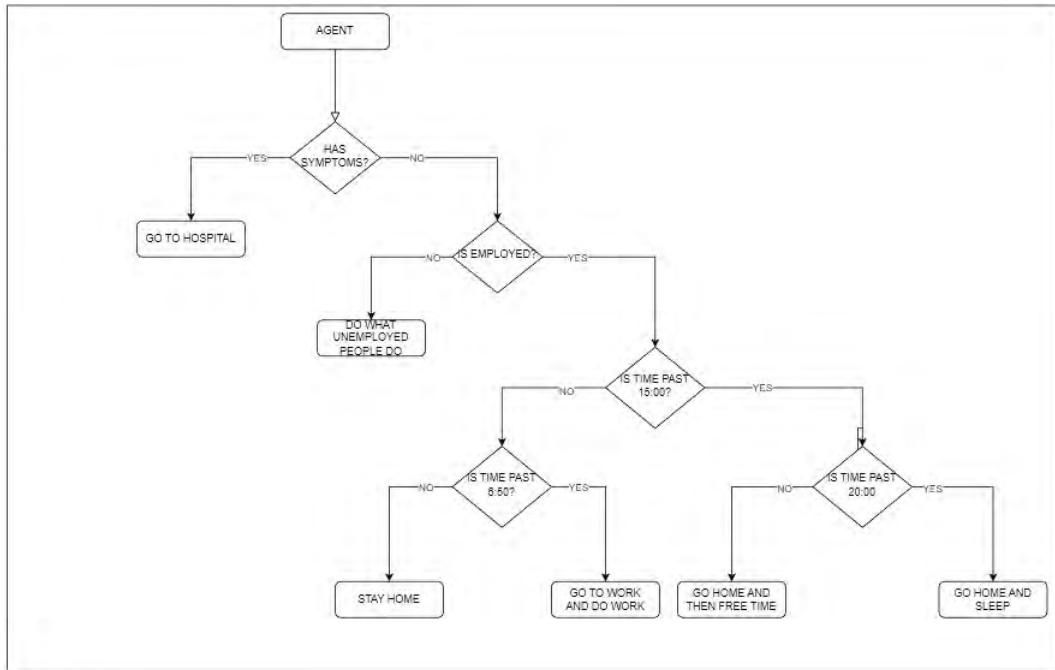 AGENT
HAS
SYMPTOMS?
YES
NO
GO TO HOSPITAL
IS EMPLOYED?
NO
YES
DO WHAT
UNEMPLOYED
PEOPLE DO
IS TIME PAST
15:00?
NO
YES
IS TIME PAST
6:50?
IS TIME PAST
20:00
NO
YES
NO
YES
STAY HOME
GO TO WORK
AND DO WORK
GO HOME AND
THEN FREE TIME
GO HOME AND
SLEEP